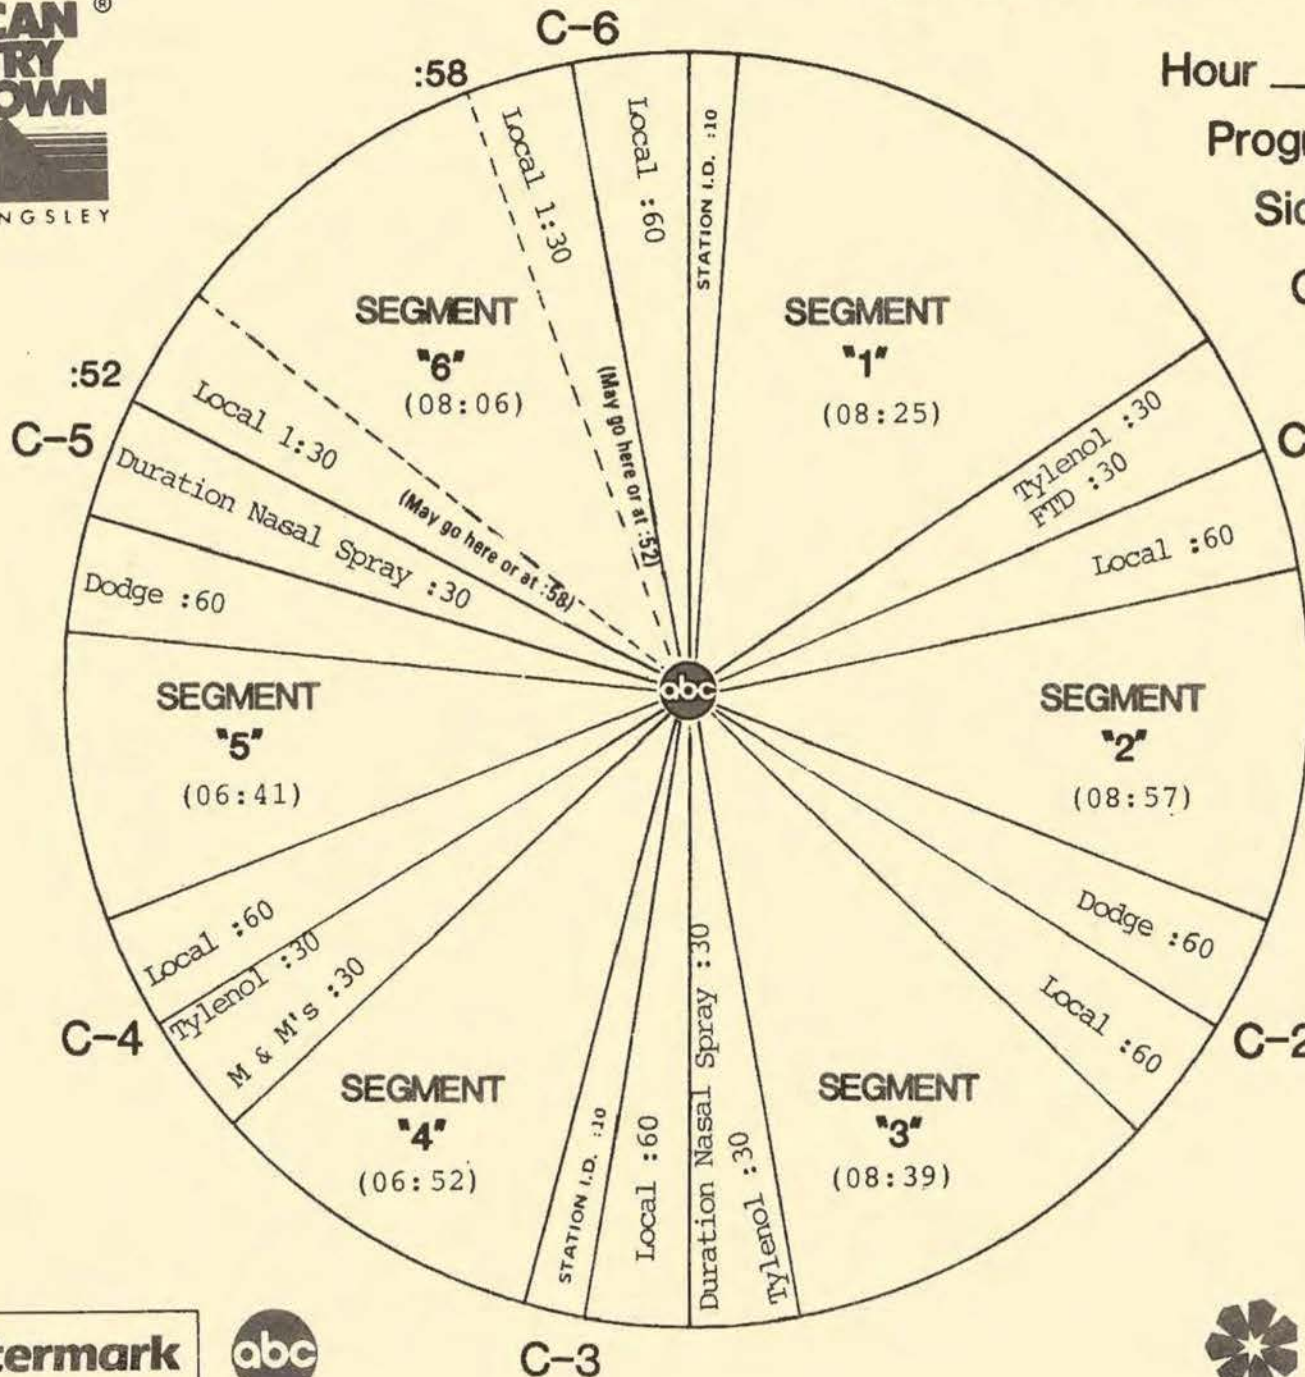 C-6
:58
Hour
Local 1:30
Local :60
STATION I.D. :10
NGSLEY
SEGMENT
"6"
(08:06)
(May go here or at :52)
SEGMENT
"1"
(08:25)
:52
C-5
Local 1:30
(May go here or at :58)
Duration Nasal Spray :30
Dodge :60
Tylenol :30
FTD :30
Local :60
abc
SEGMENT
"5"
(06:41)
SEGMENT
"2"
(08:57)
Local :60
Tylenol :30
M & M's :30
C-4
Dodge :60
Local :60
C-2
SEGMENT
"4"
(06:52)
STATION I.D. :10
Local :60
Duration Nasal Spray :30
Tylenol :30
SEGMENT
"3"
(08:39)
termark
abc
C-3